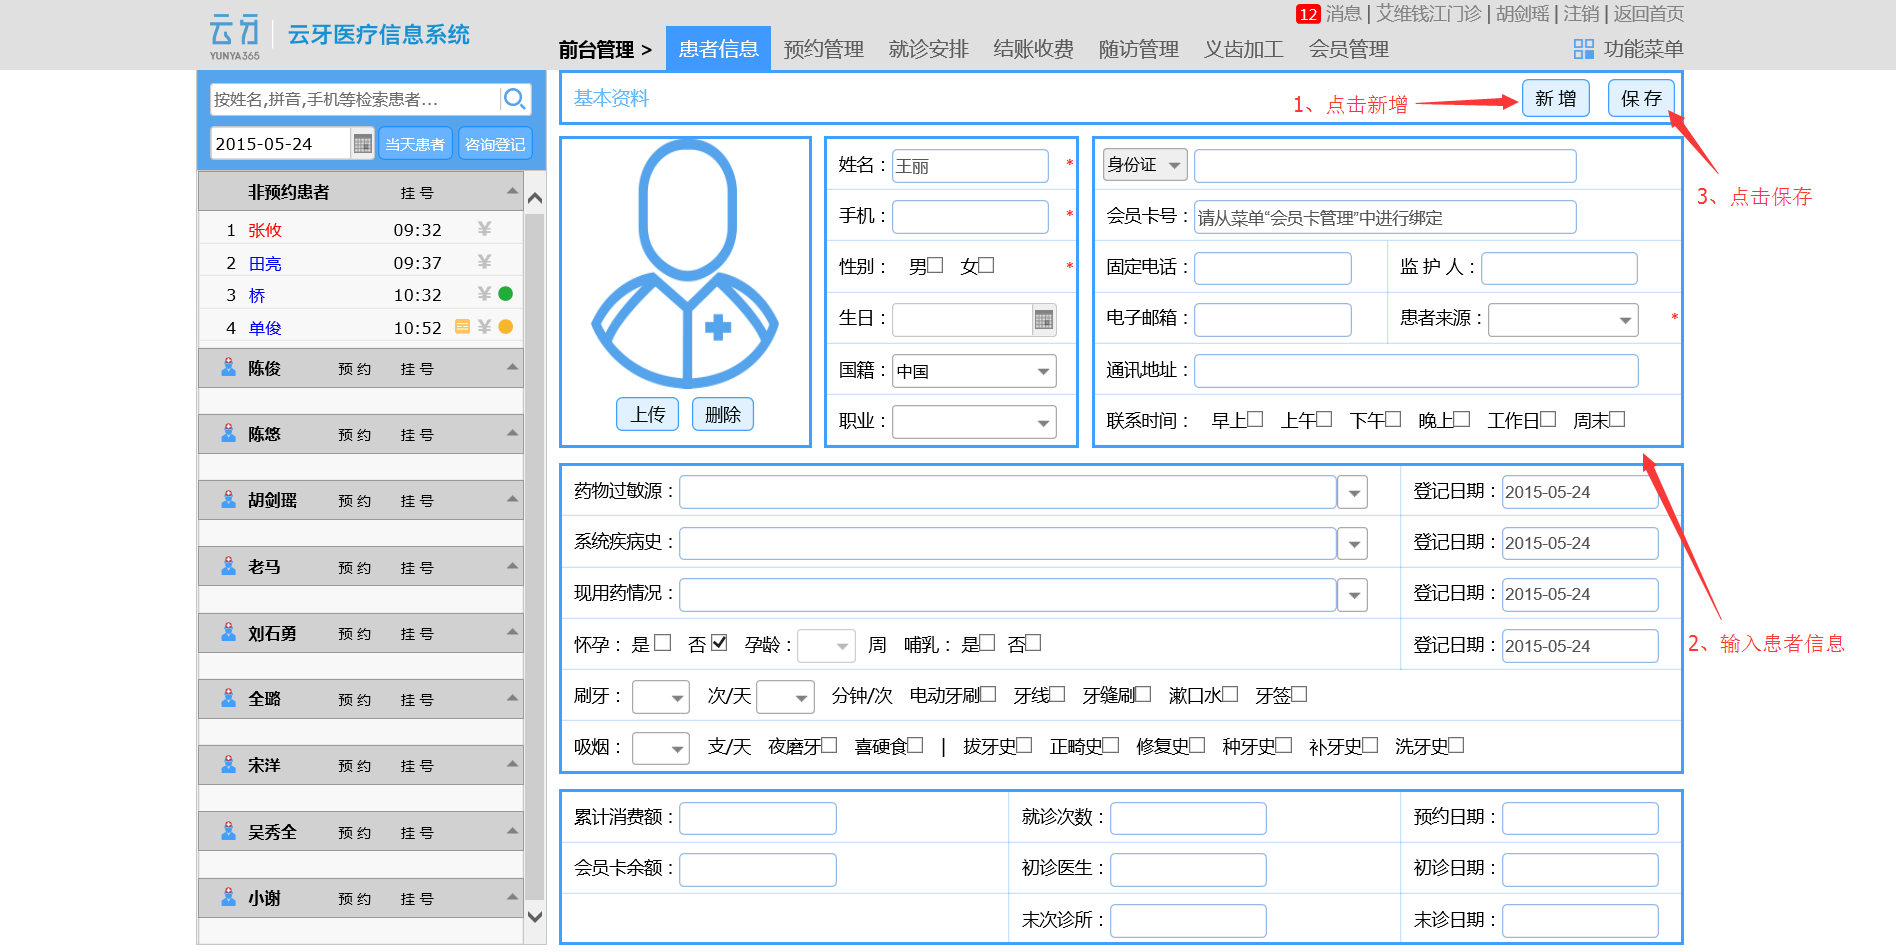 云牙 YUNYA365 云牙医疗信息系统
12 消息 | 艾维钱江门诊 | 胡剑瑶 | 注销 | 返回首页
前台管理 > 患者信息 预约管理 就诊安排 结账收费 随访管理 义齿加工 会员管理 功能菜单
按姓名,拼音,手机等检索患者...
2015-05-24 当天患者 咨询登记
非预约患者 挂号
1 张攸 09:32 ¥
2 田亮 09:37 ¥
3 桥 10:32 ¥
4 单俊 10:52 ¥
陈俊 预约 挂号
陈悠 预约 挂号
胡剑瑶 预约 挂号
老马 预约 挂号
刘石勇 预约 挂号
全璐 预约 挂号
宋洋 预约 挂号
吴秀全 预约 挂号
小谢 预约 挂号
基本资料 1、点击新增 新增 保存
3、点击保存
上传 删除
姓名: 王丽 *
手机: *
性别: 男 女 *
生日:
国籍: 中国
职业:
身份证
会员卡号: 请从菜单“会员卡管理”中进行绑定
固定电话: 监护人:
电子邮箱: 患者来源: *
通讯地址:
联系时间: 早上 上午 下午 晚上 工作日 周末
药物过敏源: 登记日期: 2015-05-24
系统疾病史: 登记日期: 2015-05-24
现用药情况: 登记日期: 2015-05-24
怀孕: 是 否 孕龄: 周 哺乳: 是 否 登记日期: 2015-05-24
2、输入患者信息
刷牙: 次/天 分钟/次 电动牙刷 牙线 牙缝刷 漱口水 牙签
吸烟: 支/天 夜磨牙 喜硬食 | 拔牙史 正畸史 修复史 种牙史 补牙史 洗牙史
累计消费额: 就诊次数: 预约日期:
会员卡余额: 初诊医生: 初诊日期:
末次诊所: 末诊日期: